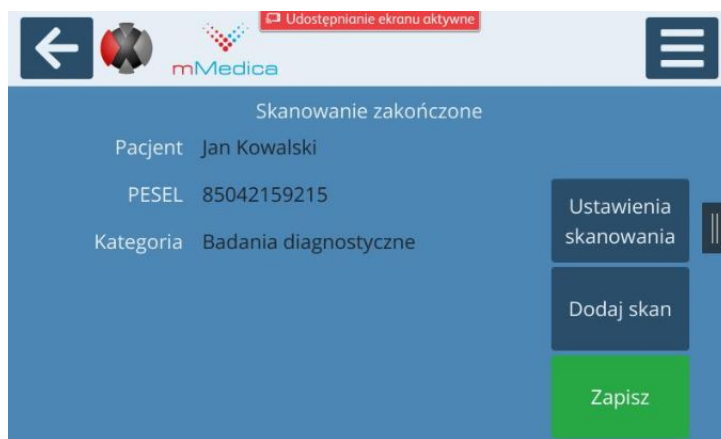 Udostępnianie ekranu aktywne
mMedica
Skanowanie zakończone
Pacjent Jan Kowalski
PESEL 85042159215
Kategoria Badania diagnostyczne
Ustawienia
skanowania
Dodaj skan
Zapisz